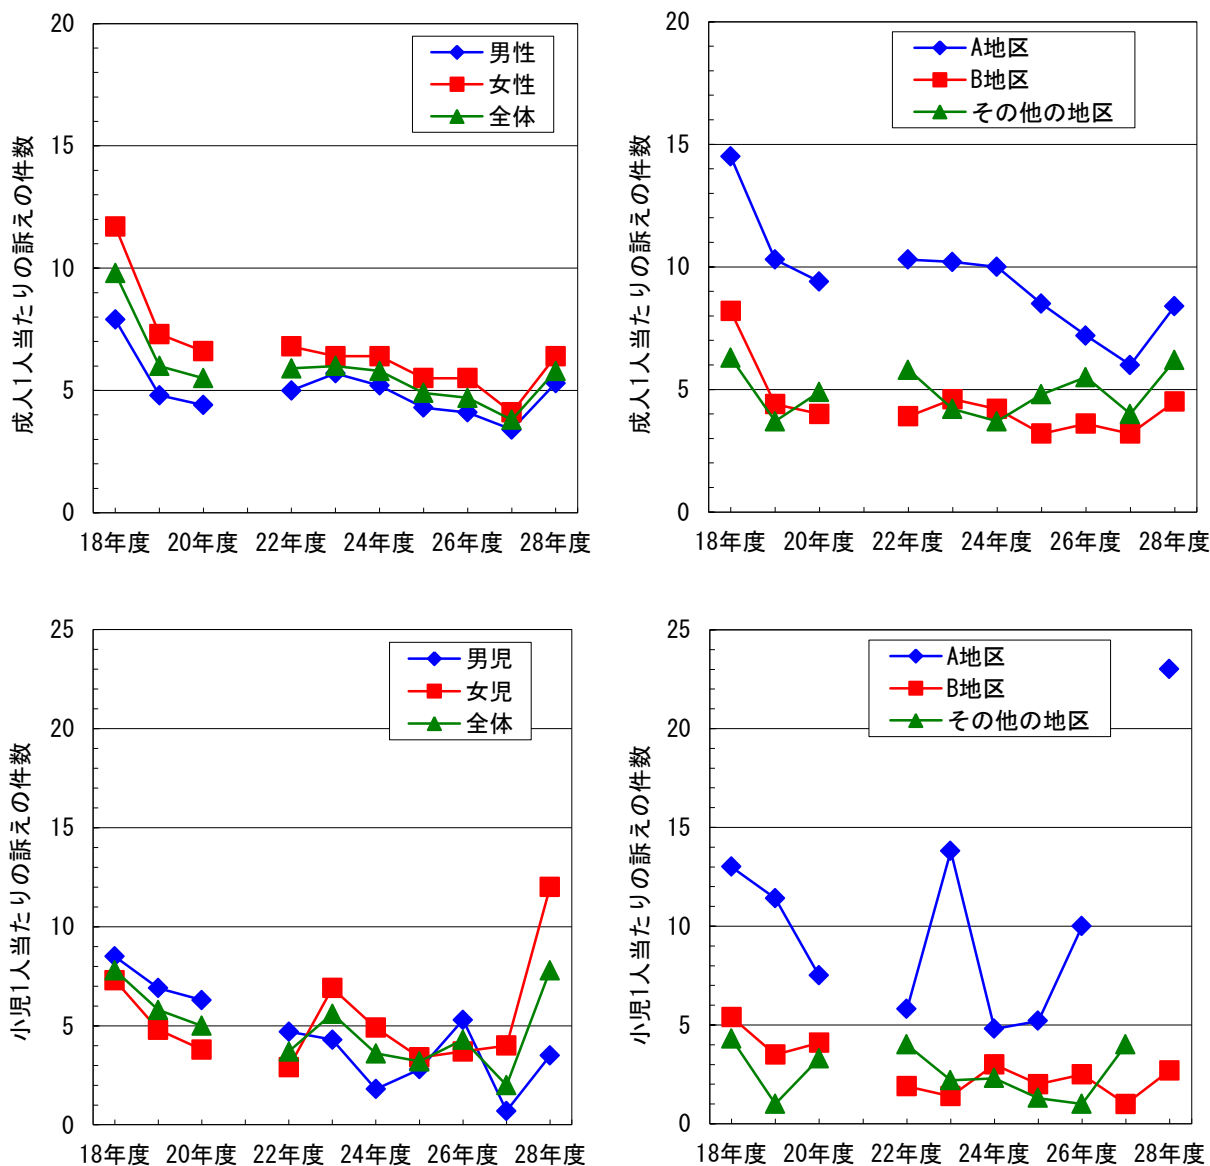 成人1人当たりの訴えの件数
20
15
10
5
0
男性
女性
全体
18年度 20年度 22年度 24年度 26年度 28年度
成人1人当たりの訴えの件数
20
15
10
5
0
A地区
B地区
その他の地区
18年度 20年度 22年度 24年度 26年度 28年度
小児1人当たりの訴えの件数
25
20
15
10
5
0
男児
女児
全体
18年度 20年度 22年度 24年度 26年度 28年度
小児1人当たりの訴えの件数
25
20
15
10
5
0
A地区
B地区
その他の地区
18年度 20年度 22年度 24年度 26年度 28年度